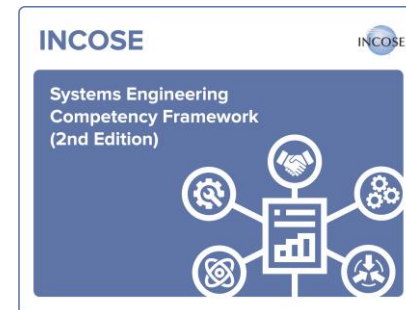 INCOSE
INCOSE
Systems Engineering
Competency Framework
(2nd Edition)